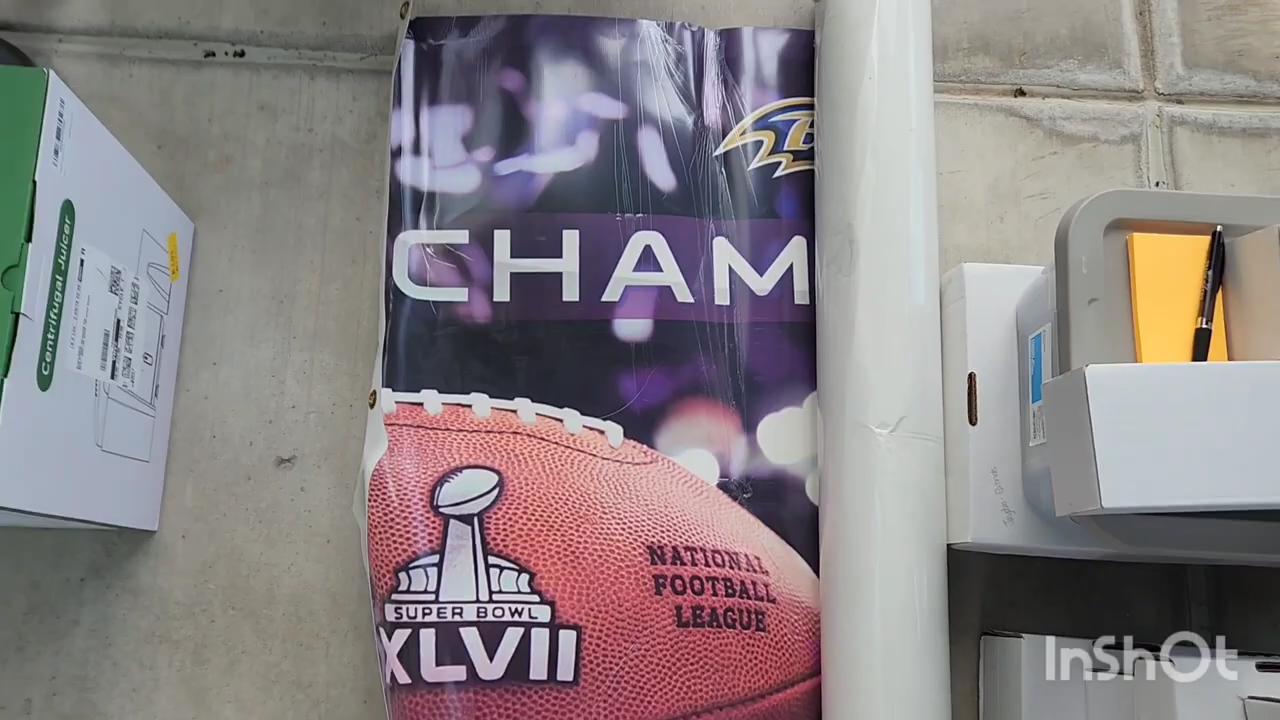 Centrifugal Juicer
B
CHAM
NATIONAL
FOOTBALL
LEAGUE
SUPER BOWL
XLVII
InShOt